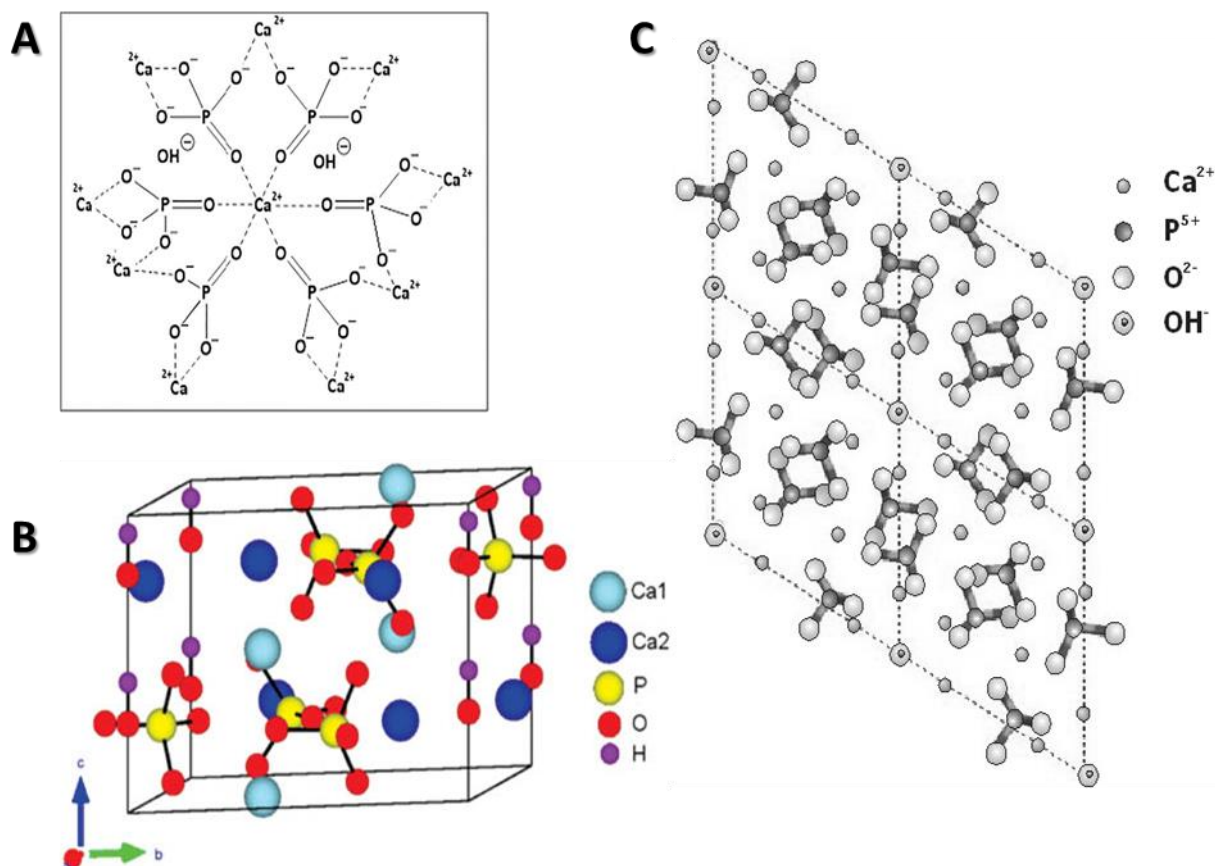 A
Ca²⁺
²⁺Ca O⁻ O⁻ O⁻ O⁻ Ca²⁺
O⁻ P P O⁻
OH⊖ O O OH⊖
²⁺Ca O⁻ O⁻ Ca²⁺
P O Ca²⁺ O P
O⁻ O⁻ O⁻
²⁺Ca O⁻ O O O⁻ Ca²⁺
P P O⁻
O⁻ O⁻ O⁻ O⁻
²⁺Ca Ca²⁺
B
Ca1
Ca2
P
O
H
c
b
C
Ca²⁺
P⁵⁺
O²⁻
OH⁻